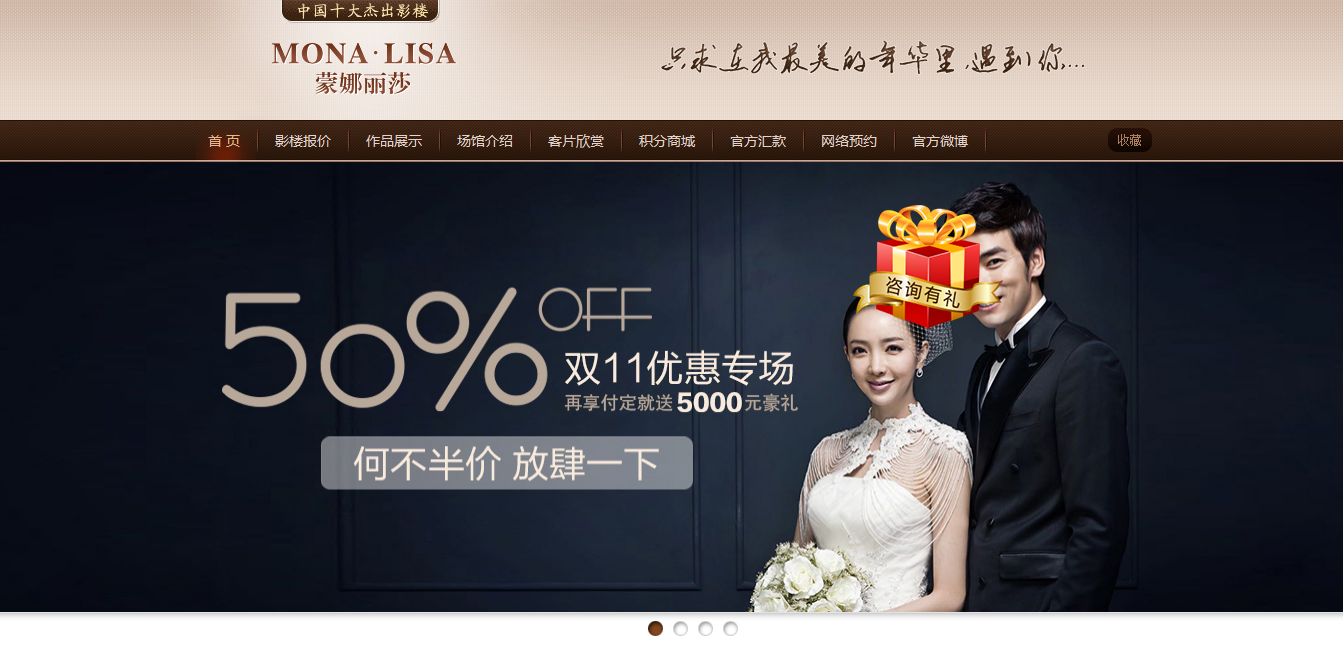 中国十大杰出影楼
MONA·LISA
蒙娜丽莎
只求在我最美的年华里,遇到你...
首 页
影楼报价
作品展示
场馆介绍
客片欣赏
积分商城
官方汇款
网络预约
官方微博
收藏
咨询有礼
50% OFF
双11优惠专场
再享付定就送5000元豪礼
何不半价 放肆一下